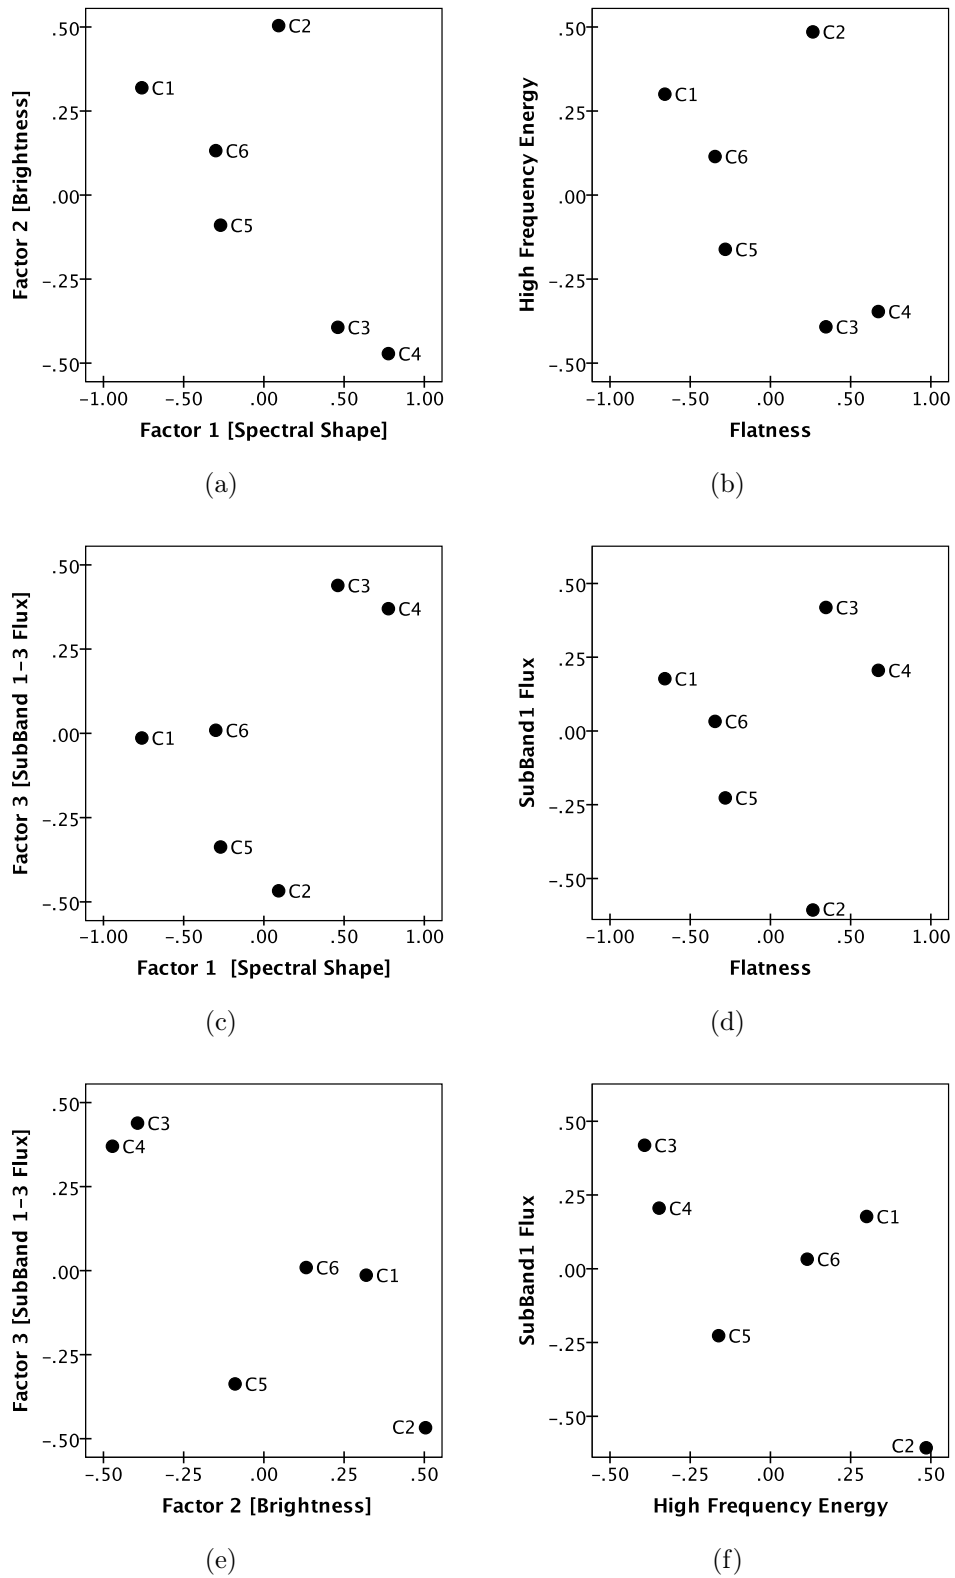 .50
C2
C1
.25
C6
.00
C5
-.25
C3
C4
-.50
-1.00 -.50 .00 .50 1.00
Factor 2 [Brightness]
Factor 1 [Spectral Shape]
(a)
.50
C2
C1
.25
C6
.00
C5
-.25
C4
C3
-.50
-1.00 -.50 .00 .50 1.00
High Frequency Energy
Flatness
(b)
.50
C3
C4
.25
.00
C6
C1
-.25
C5
C2
-.50
-1.00 -.50 .00 .50 1.00
Factor 3 [SubBand 1-3 Flux]
Factor 1 [Spectral Shape]
(c)
.50
C3
.25
C4
C1
C6
.00
C5
-.25
-.50
C2
-1.00 -.50 .00 .50 1.00
SubBand1 Flux
Flatness
(d)
.50
C3
C4
.25
.00
C6
C1
-.25
C5
C2
-.50
-.50 -.25 .00 .25 .50
Factor 3 [SubBand 1-3 Flux]
Factor 2 [Brightness]
(e)
.50
C3
.25
C4
C1
C6
.00
C5
-.25
-.50
C2
-.50 -.25 .00 .25 .50
SubBand1 Flux
High Frequency Energy
(f)